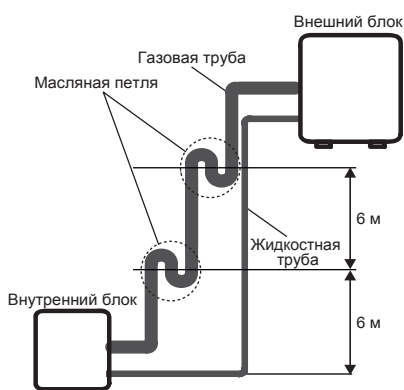 Внешний блок
Газовая труба
Масляная петля
6 м
Жидкостная
труба
Внутренний блок
6 м